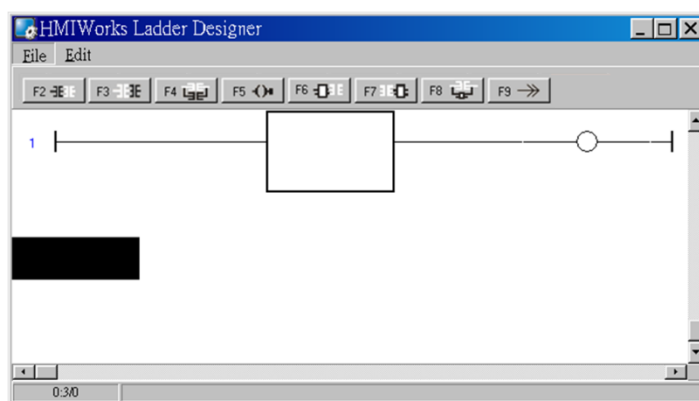 HMIWorks Ladder Designer
File Edit
F2 F3 F4 F5 F6 F7 F8 F9
1
0:3/0